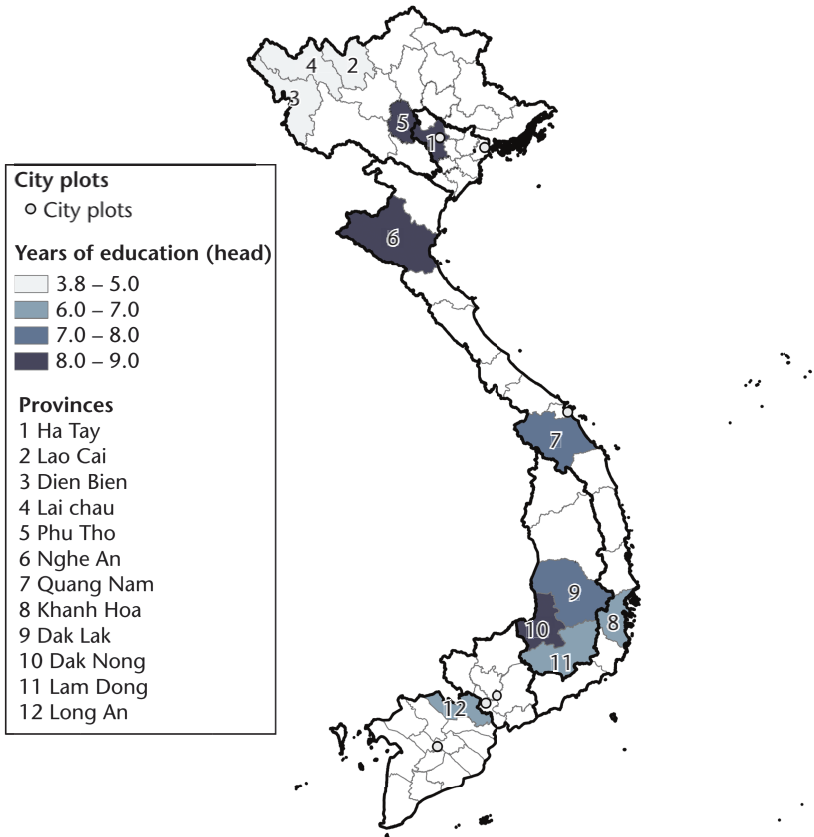 4
2
3
5
1
City plots
City plots
6
Years of education (head)
3.8 – 5.0
6.0 – 7.0
7.0 – 8.0
8.0 – 9.0
Provinces
1 Ha Tay
2 Lao Cai
3 Dien Bien
4 Lai chau
5 Phu Tho
6 Nghe An
7 Quang Nam
8 Khanh Hoa
9 Dak Lak
10 Dak Nong
11 Lam Dong
12 Long An
7
9
8
10
11
12